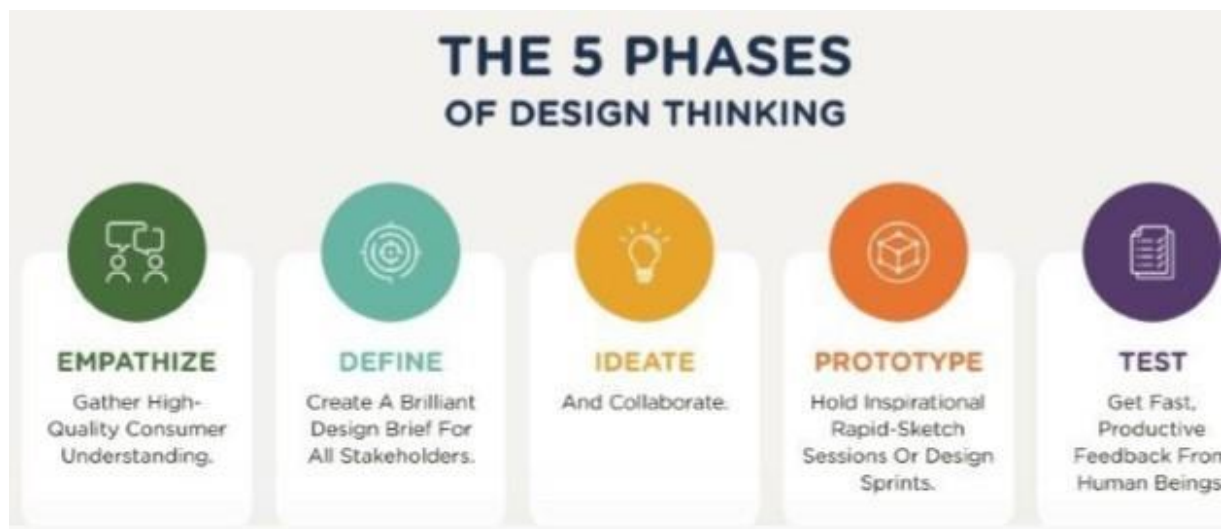 THE 5 PHASES
OF DESIGN THINKING
EMPATHIZE
Gather High-
Quality Consumer
Understanding.
DEFINE
Create A Brilliant
Design Brief For
All Stakeholders.
IDEATE
And Collaborate.
PROTOTYPE
Hold Inspirational
Rapid-Sketch
Sessions Or Design
Sprints.
TEST
Get Fast,
Productive
Feedback From
Human Beings